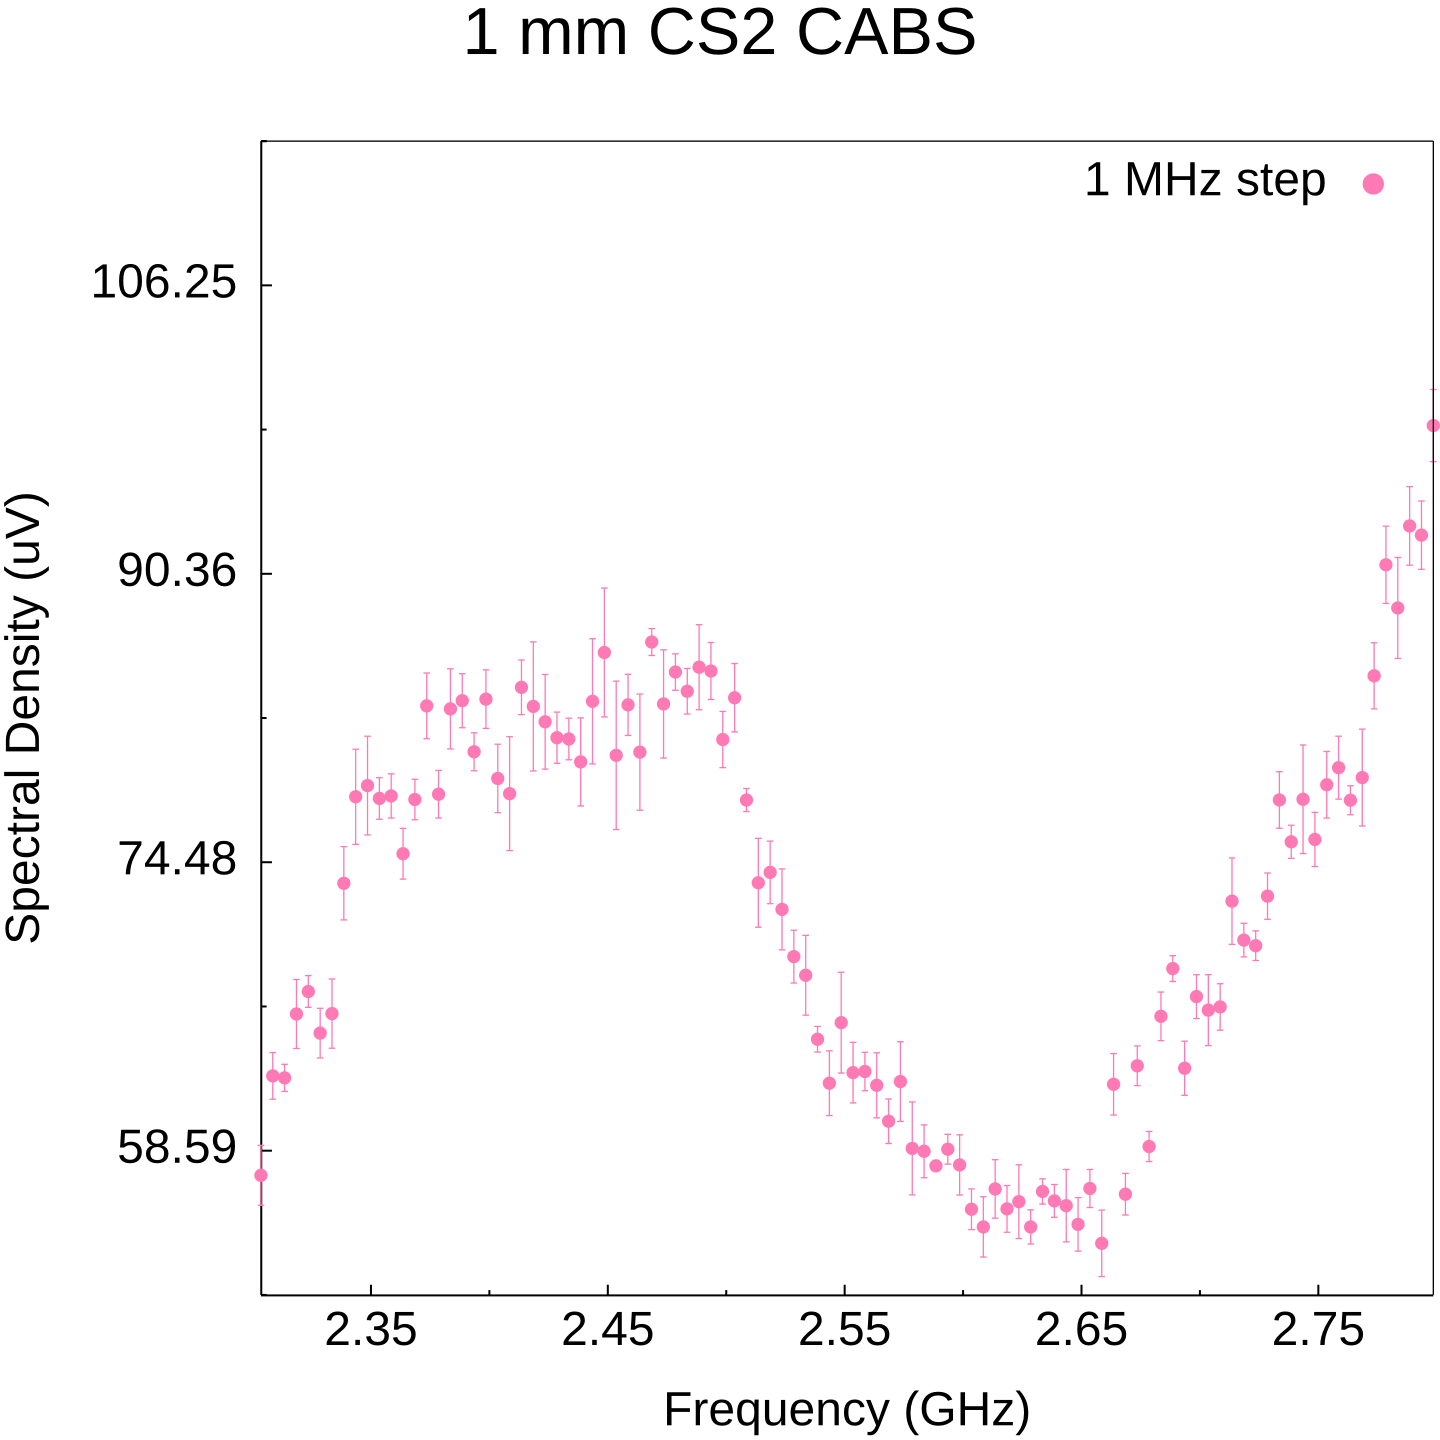 1 mm CS2 CABS
1 MHz step
106.25
90.36
74.48
58.59
Spectral Density (uV)
2.35 2.45 2.55 2.65 2.75
Frequency (GHz)